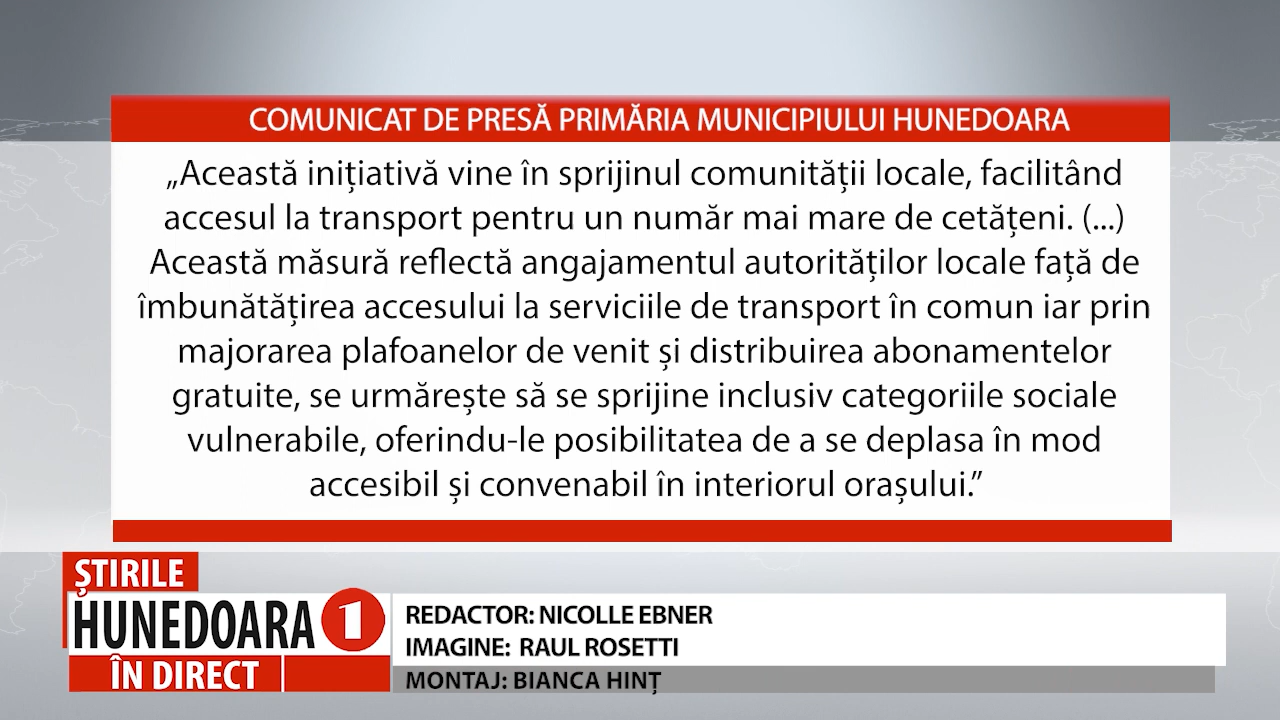 COMUNICAT DE PRESĂ PRIMĂRIA MUNICIPIULUI HUNEDOARA
„Această inițiativă vine în sprijinul comunității locale, facilitând
accesul la transport pentru un număr mai mare de cetățeni. (...)
Această măsură reflectă angajamentul autorităților locale față de
îmbunătățirea accesului la serviciile de transport în comun iar prin
majorarea plafoanelor de venit și distribuirea abonamentelor
gratuite, se urmărește să se sprijine inclusiv categoriile sociale
vulnerabile, oferindu-le posibilitatea de a se deplasa în mod
accesibil și convenabil în interiorul orașului.”
ȘTIRILE
HUNEDOARA 1
ÎN DIRECT
REDACTOR: NICOLLE EBNER
IMAGINE: RAUL ROSETTI
MONTAJ: BIANCA HINȚ